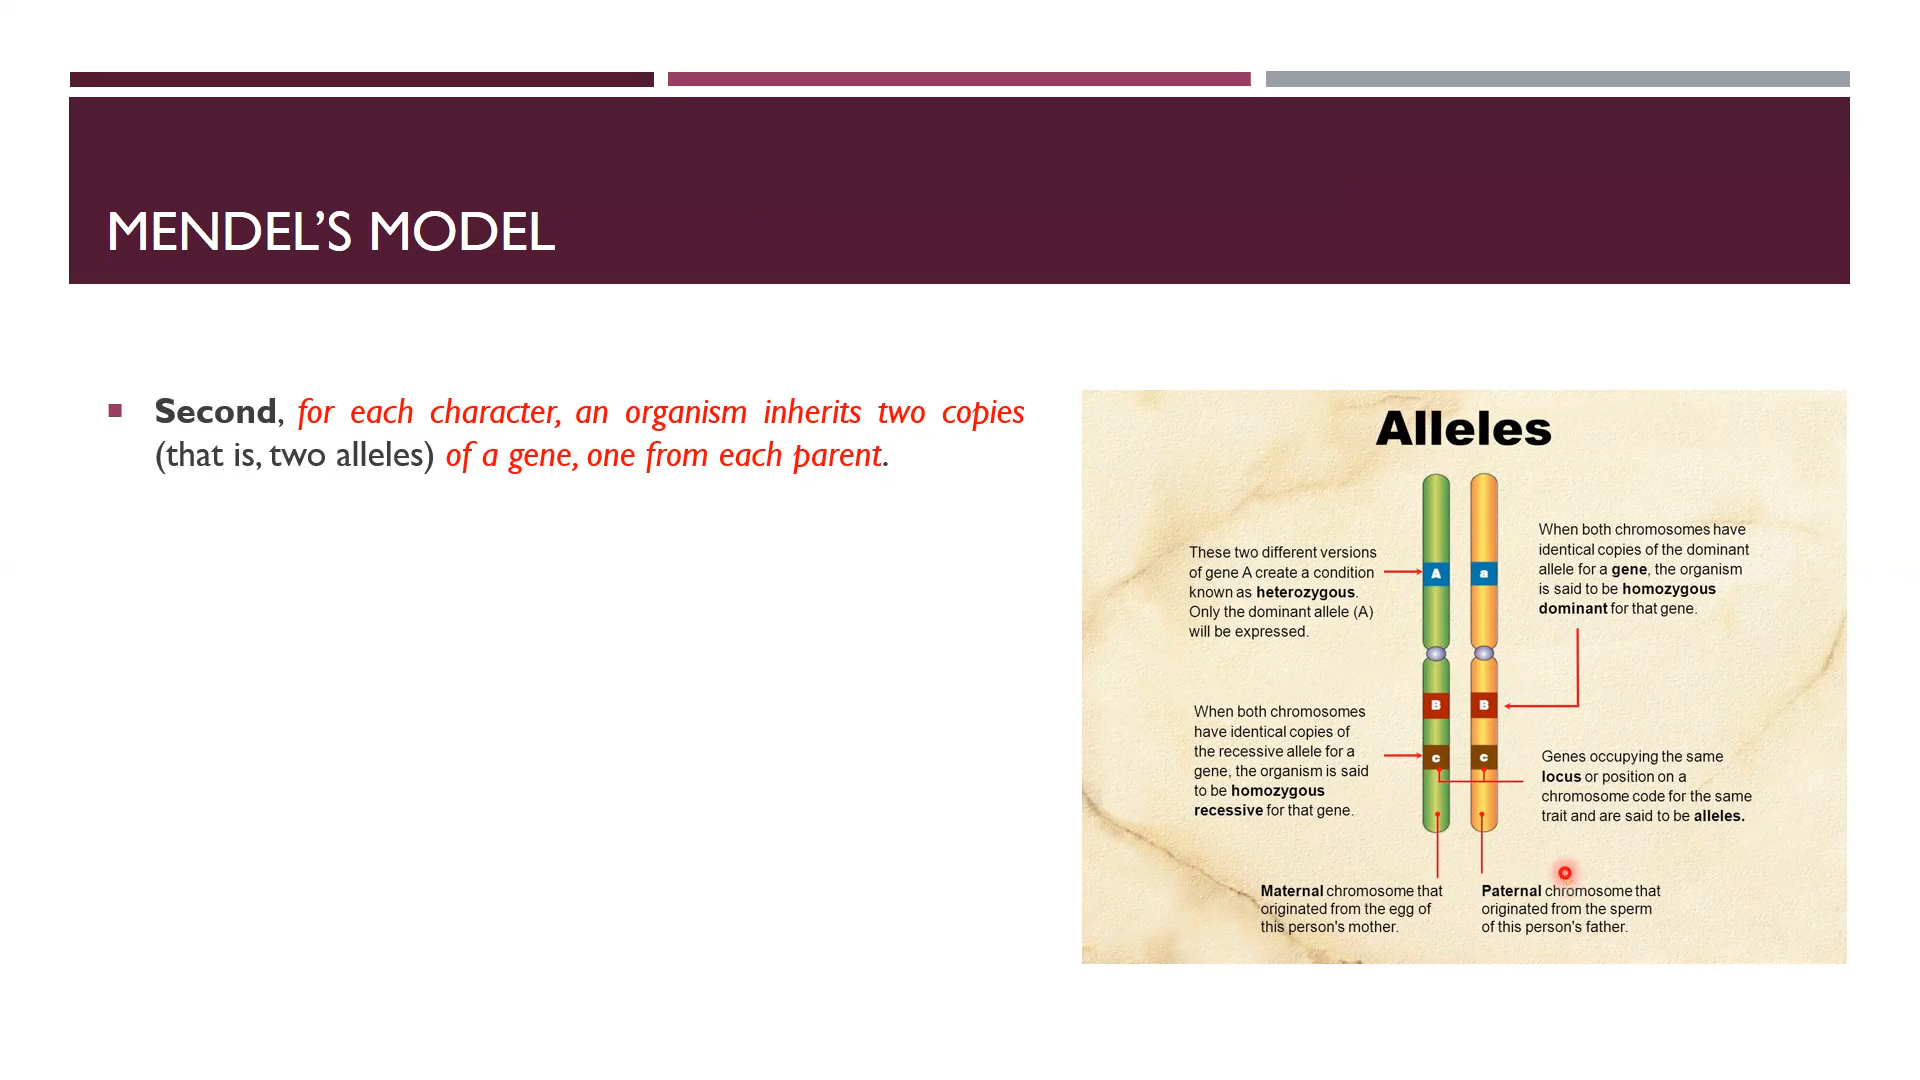 MENDEL’S MODEL
Second, for each character, an organism inherits two copies
(that is, two alleles) of a gene, one from each parent.
Alleles
These two different versions
of gene A create a condition
known as heterozygous.
Only the dominant allele (A)
will be expressed.
A a
When both chromosomes have
identical copies of the dominant
allele for a gene, the organism
is said to be homozygous
dominant for that gene.
B B
When both chromosomes
have identical copies of
the recessive allele for a
gene, the organism is said
to be homozygous
recessive for that gene.
c c
Genes occupying the same
locus or position on a
chromosome code for the same
trait and are said to be alleles.
Maternal chromosome that
originated from the egg of
this person's mother.
Paternal chromosome that
originated from the sperm
of this person's father.